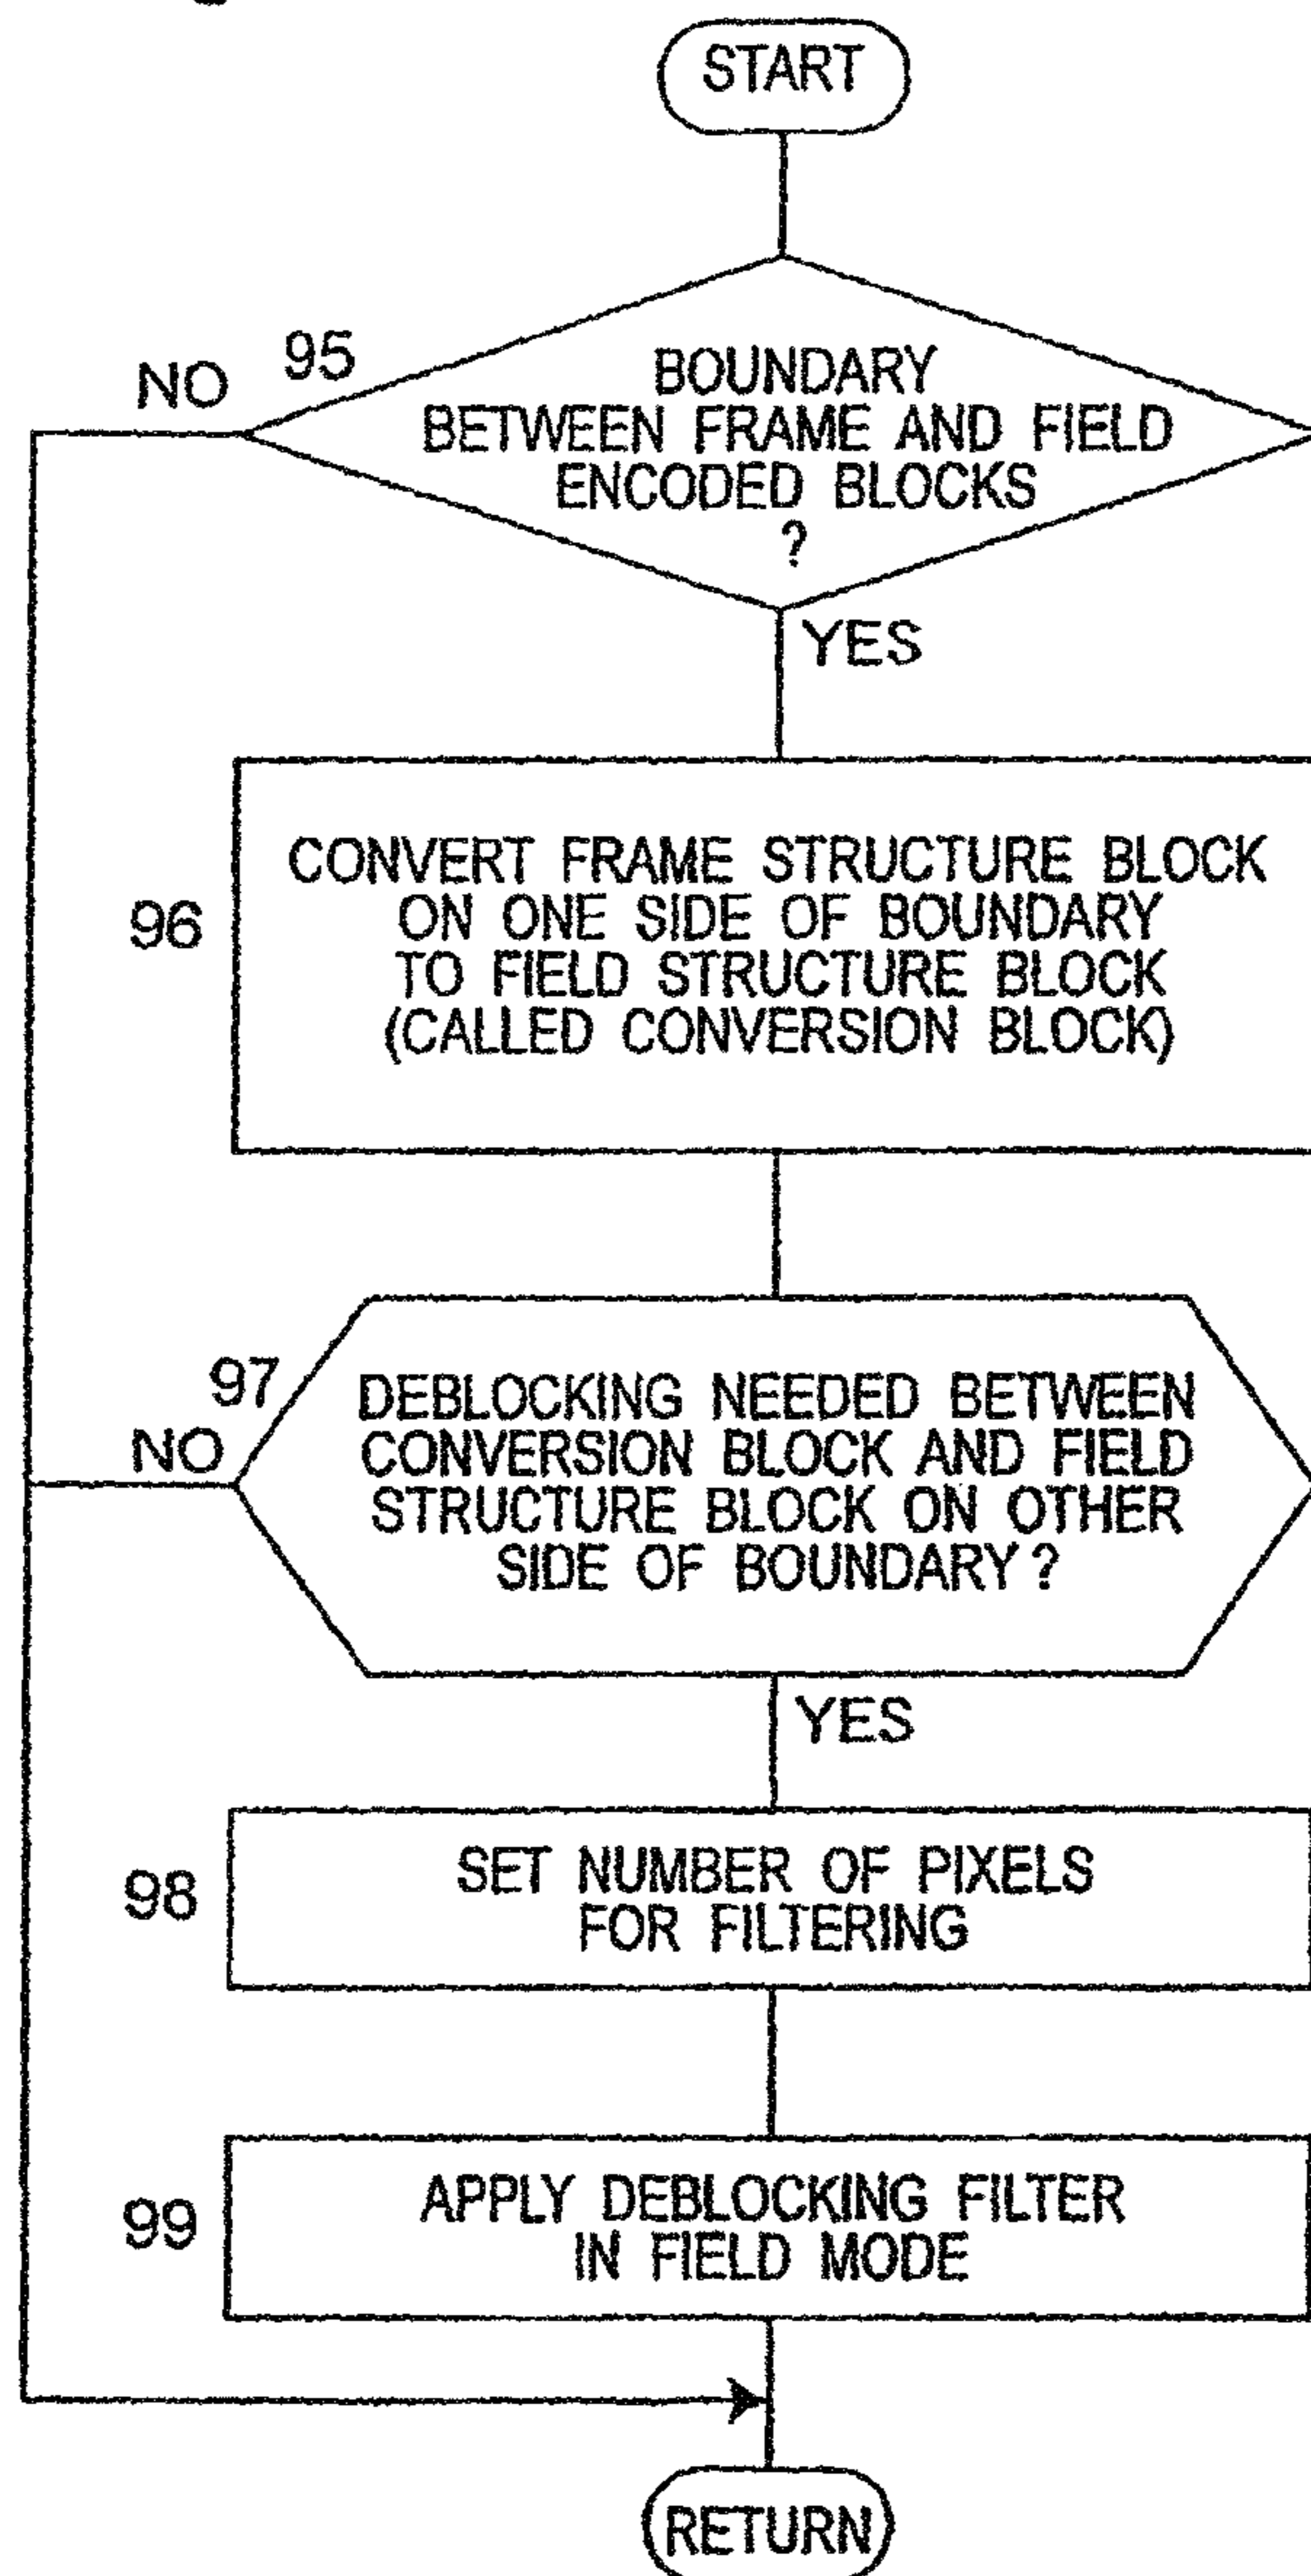 START
NO
95
BOUNDARY
BETWEEN FRAME AND FIELD
ENCODED BLOCKS
?
YES
96
CONVERT FRAME STRUCTURE BLOCK
ON ONE SIDE OF BOUNDARY
TO FIELD STRUCTURE BLOCK
(CALLED CONVERSION BLOCK)
97
NO
DEBLOCKING NEEDED BETWEEN
CONVERSION BLOCK AND FIELD
STRUCTURE BLOCK ON OTHER
SIDE OF BOUNDARY ?
YES
98
SET NUMBER OF PIXELS
FOR FILTERING
99
APPLY DEBLOCKING FILTER
IN FIELD MODE
RETURN